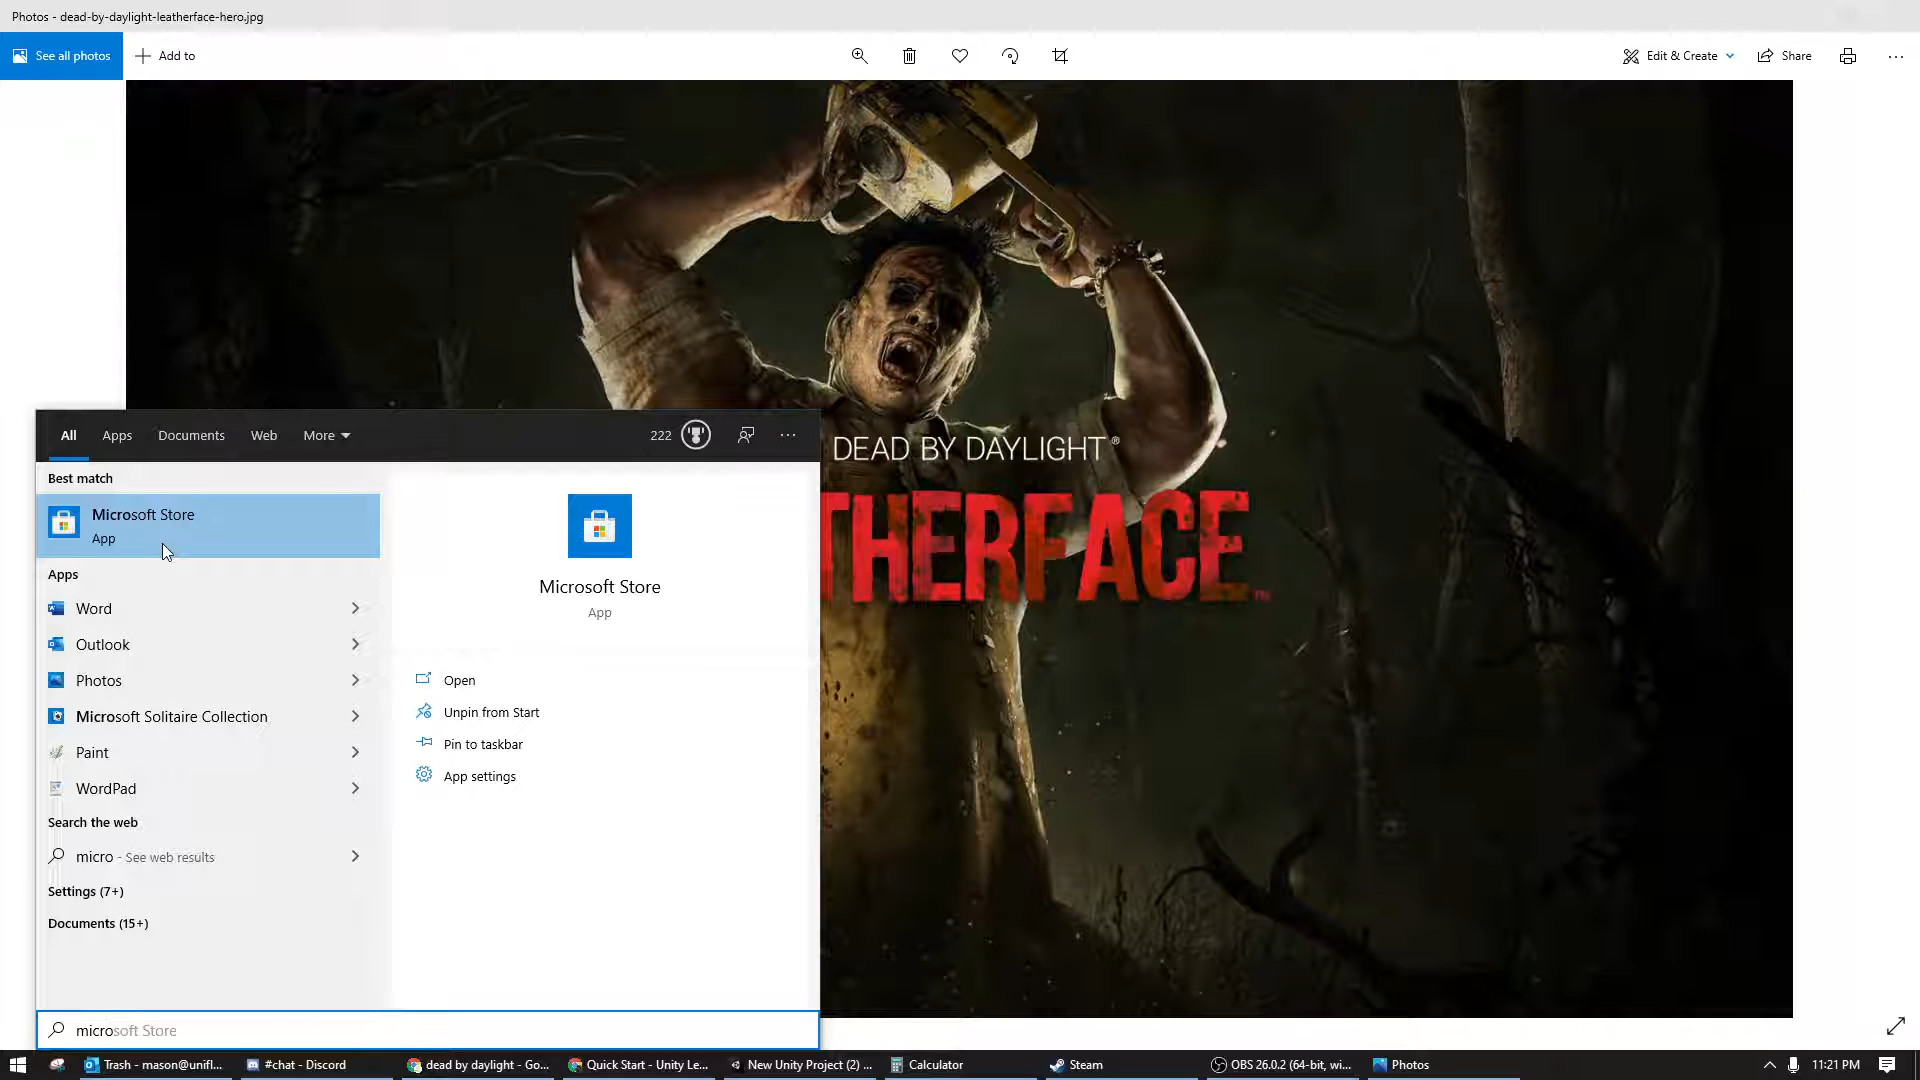 Photos - dead-by-daylight-leatherface-hero.jpg
See all photos
Add to
Edit & Create
Share
DEAD BY DAYLIGHT®
THERFACE™
All
Apps
Documents
Web
More
222
Best match
Microsoft Store
App
Apps
Word
Outlook
Photos
Microsoft Solitaire Collection
Paint
WordPad
Search the web
micro - See web results
Settings (7+)
Documents (15+)
Microsoft Store
App
Open
Unpin from Start
Pin to taskbar
App settings
microsoft Store
Trash - mason@unifl...
#chat - Discord
dead by daylight - Go...
Quick Start - Unity Le...
New Unity Project (2) ...
Calculator
Steam
OBS 26.0.2 (64-bit, wi...
Photos
11:21 PM